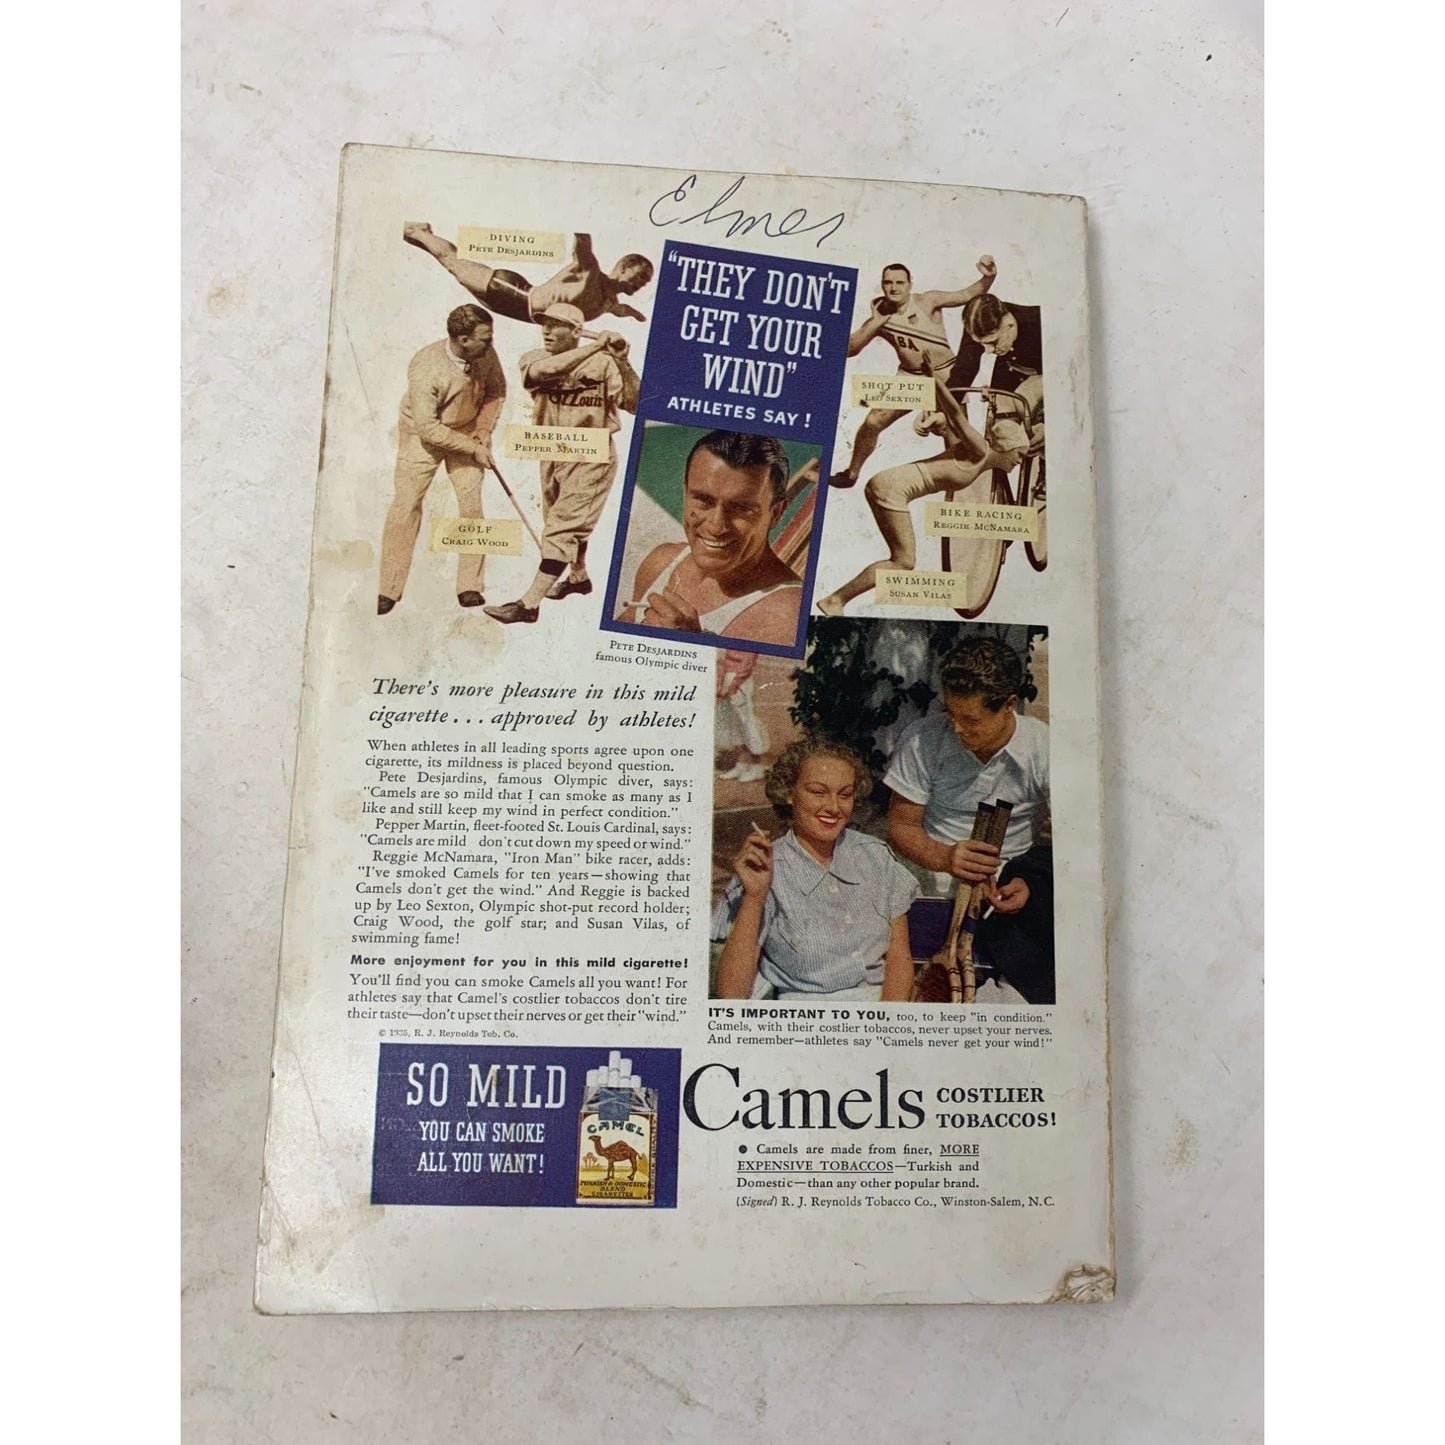 Elmer
DIVING
PETE DESJARDINS
"THEY DON'T
GET YOUR
WIND"
ATHLETES SAY!
BASEBALL
PEPPER MARTIN
St. Louis
GOLF
CRAIG WOOD
SHOT PUT
LEO SEXTON
BIKE RACING
REGGIE MCNAMARA
SWIMMING
SUSAN VILAS
PETE DESJARDINS
famous Olympic diver
There's more pleasure in this mild
cigarette... approved by athletes!
When athletes in all leading sports agree upon one
cigarette, its mildness is placed beyond question.
Pete Desjardins, famous Olympic diver, says:
"Camels are so mild that I can smoke as many as I
like and still keep my wind in perfect condition."
Pepper Martin, fleet-footed St. Louis Cardinal, says:
"Camels are mild don't cut down my speed or wind."
Reggie McNamara, "Iron Man" bike racer, adds:
"I've smoked Camels for ten years—showing that
Camels don't get the wind." And Reggie is backed
up by Leo Sexton, Olympic shot-put record holder;
Craig Wood, the golf star; and Susan Vilas, of
swimming fame!
More enjoyment for you in this mild cigarette!
You'll find you can smoke Camels all you want! For
athletes say that Camel's costlier tobaccos don't tire
their taste—don't upset their nerves or get their "wind."
© 1935, R. J. Reynolds Tob. Co.
IT'S IMPORTANT TO YOU, too, to keep "in condition."
Camels, with their costlier tobaccos, never upset your nerves.
And remember—athletes say "Camels never get your wind!"
SO MILD
YOU CAN SMOKE
ALL YOU WANT!
CAMEL
TURKISH & DOMESTIC
BLEND
CIGARETTES
Camels COSTLIER
TOBACCOS!
● Camels are made from finer, MORE
EXPENSIVE TOBACCOS—Turkish and
Domestic—than any other popular brand.
(Signed) R. J. Reynolds Tobacco Co., Winston-Salem, N. C.